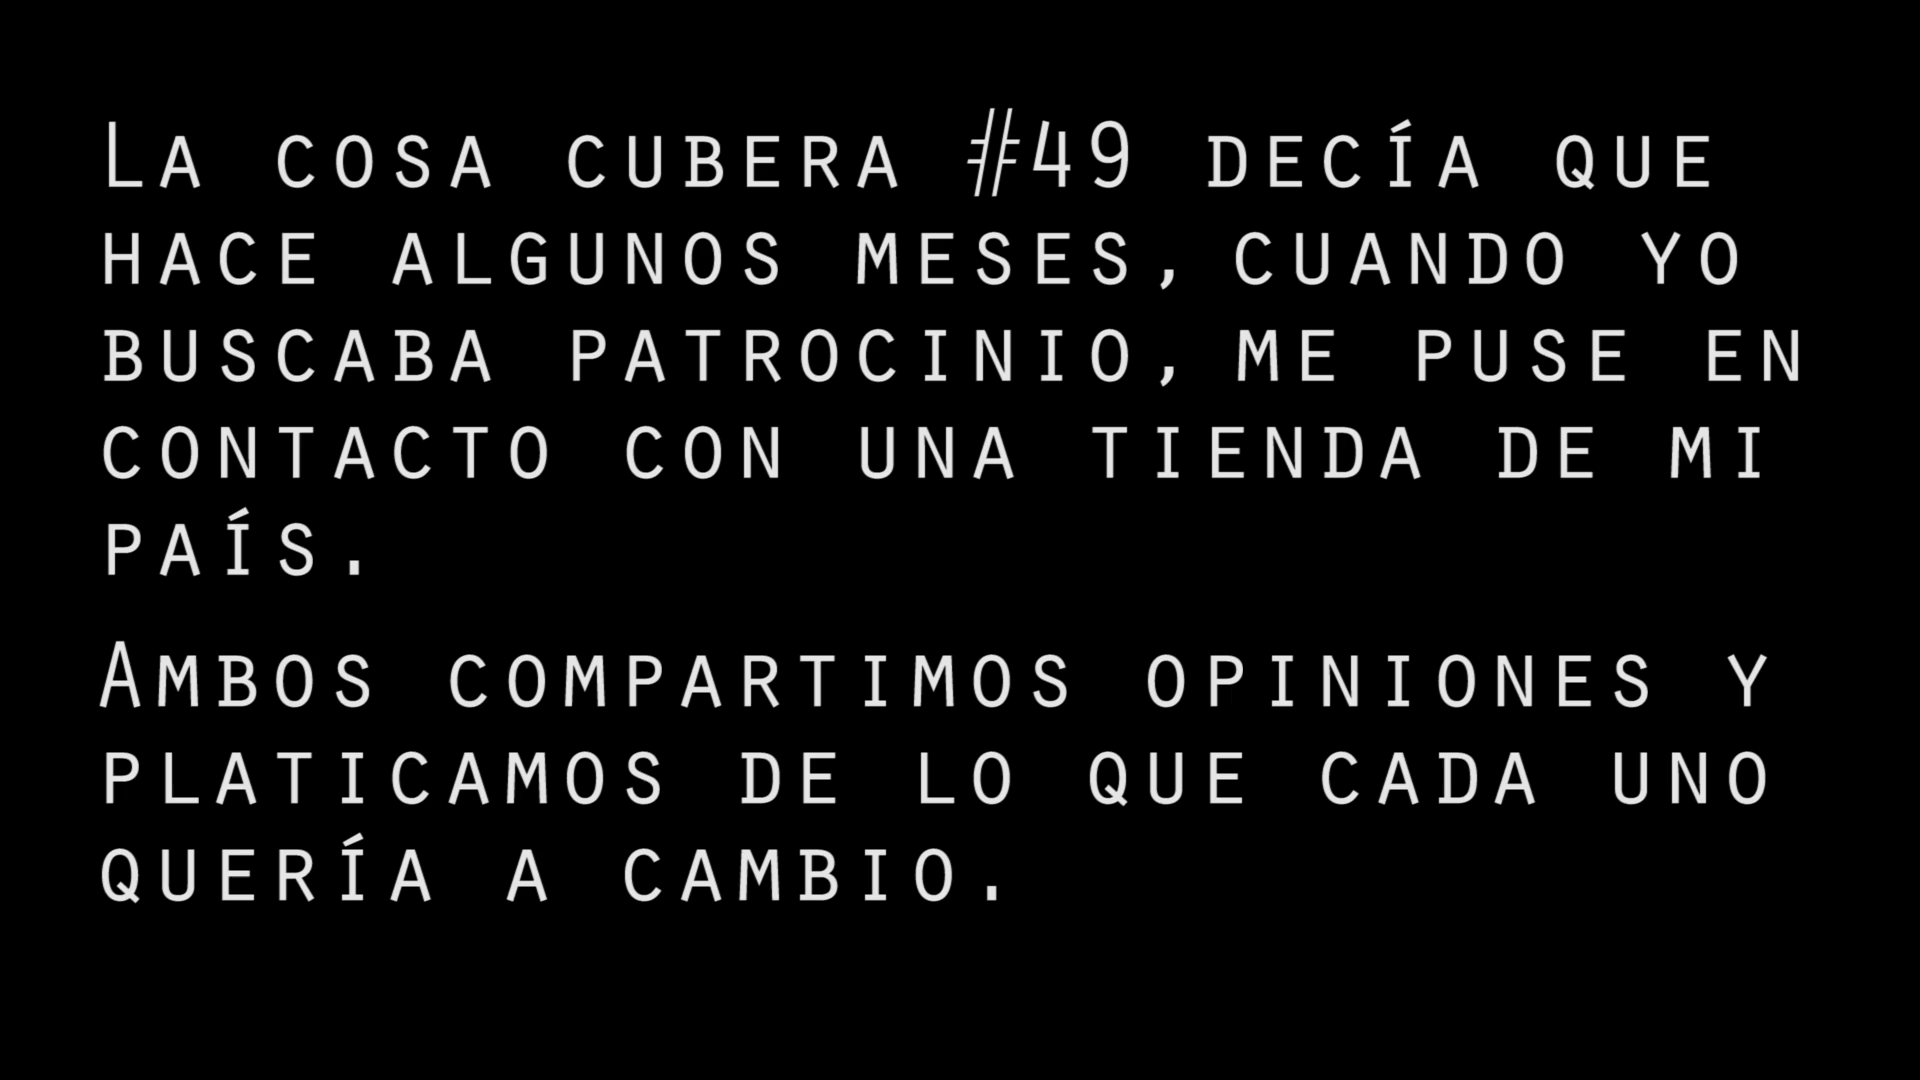 La cosa cubera #49 decía que
hace algunos meses, cuando yo
buscaba patrocinio, me puse en
contacto con una tienda de mi
país.
Ambos compartimos opiniones y
platicamos de lo que cada uno
quería a cambio.